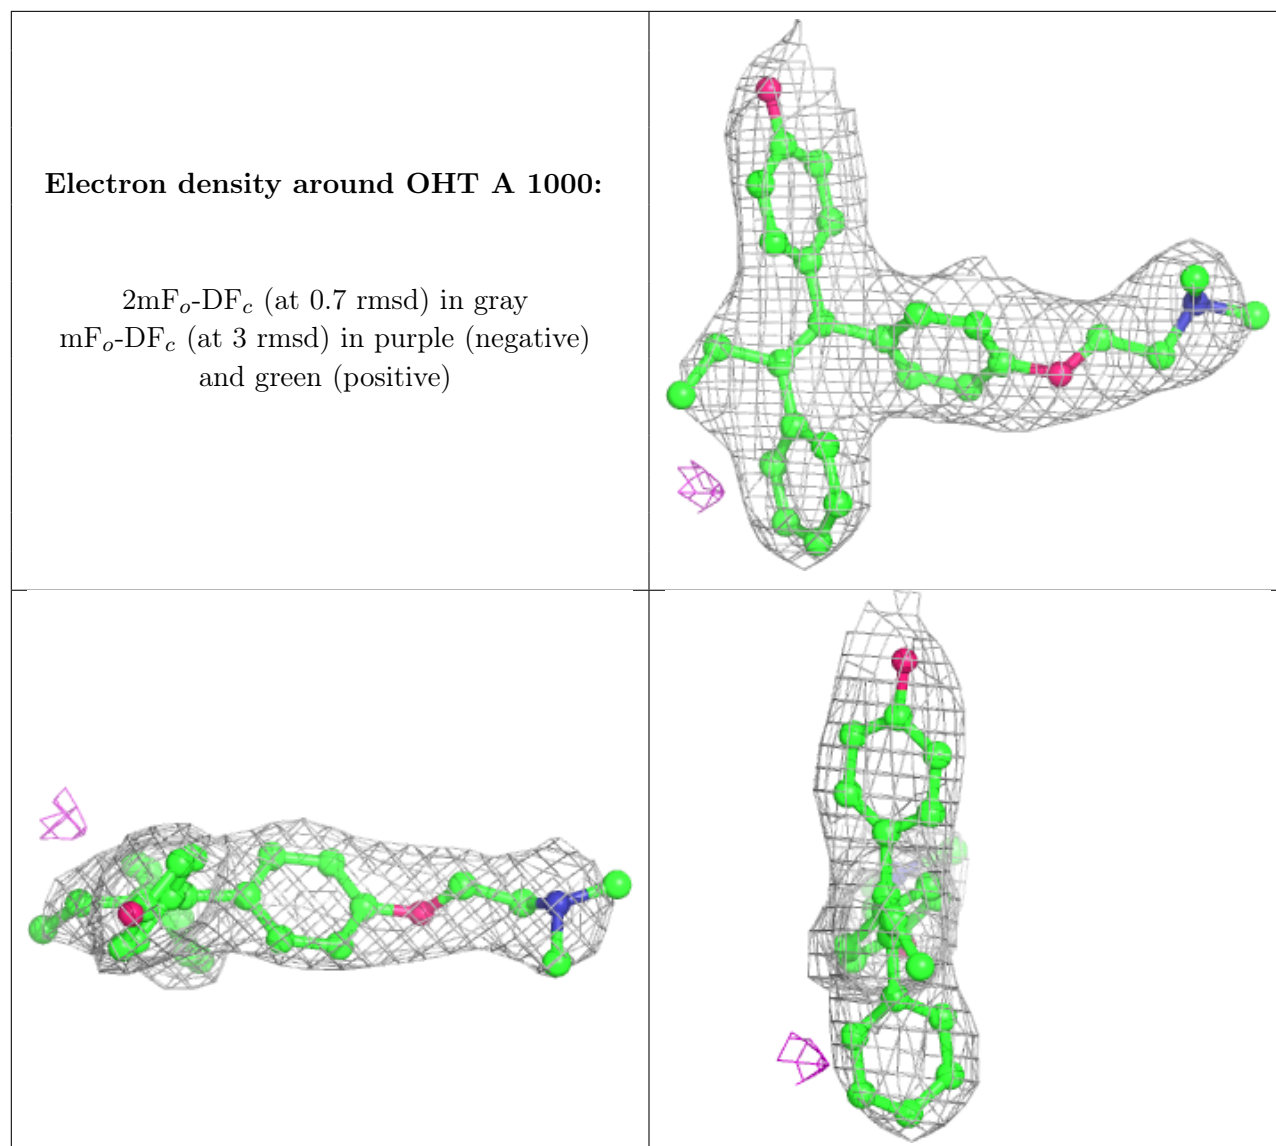 Electron density around OHT A 1000:
2mFo-DFc (at 0.7 rmsd) in gray
mFo-DFc (at 3 rmsd) in purple (negative)
and green (positive)